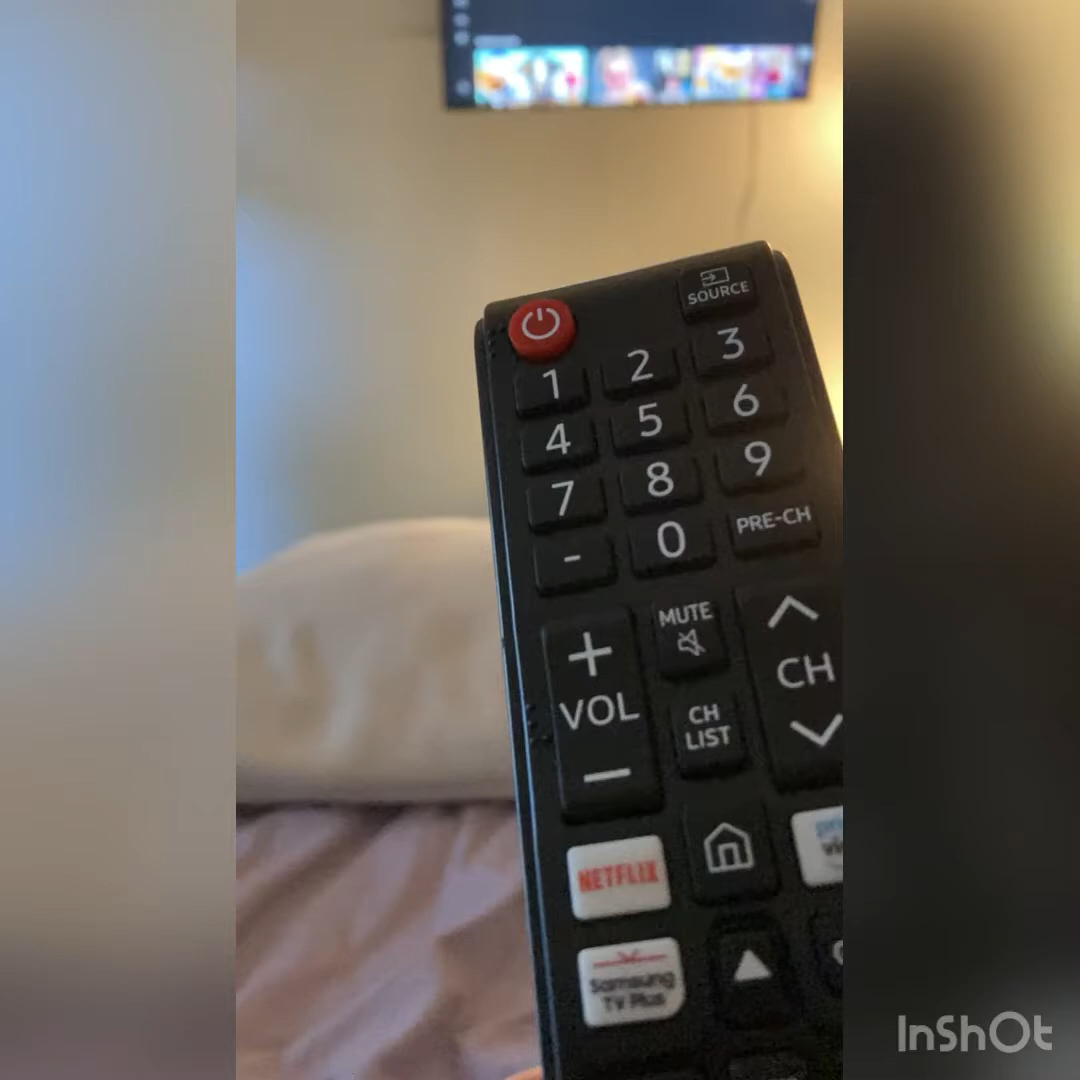 SOURCE
1 2 3
4 5 6
7 8 9
- 0 PRE-CH
+ MUTE
VOL CH
CH
LIST
—
NETFLIX
Samsung
TV Plus
InShOt